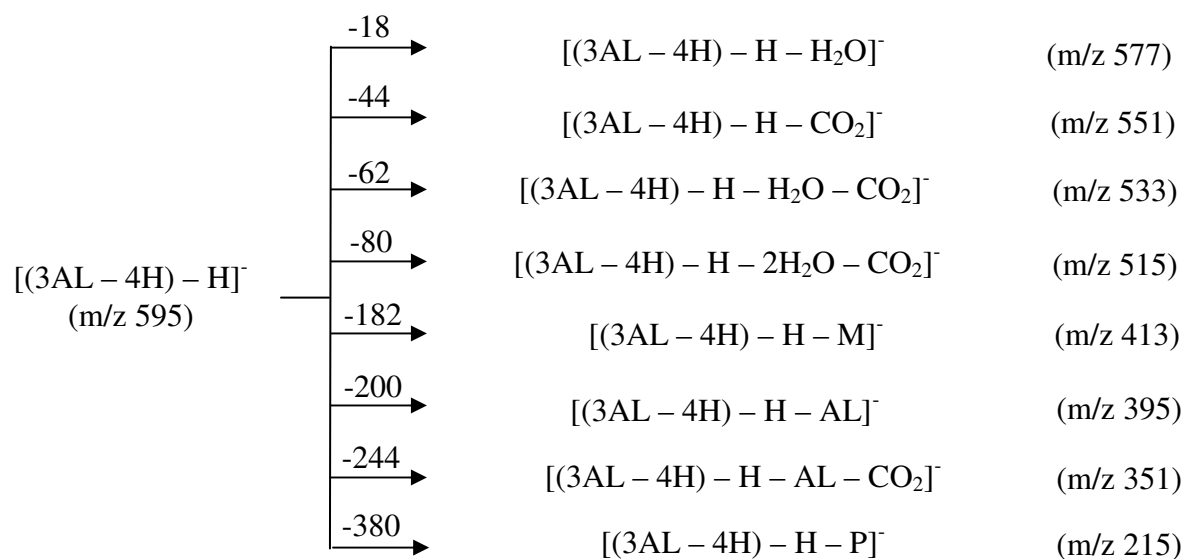 -18 [(3AL – 4H) – H – H₂O]⁻ (m/z 577)
-44 [(3AL – 4H) – H – CO₂]⁻ (m/z 551)
-62 [(3AL – 4H) – H – H₂O – CO₂]⁻ (m/z 533)
-80 [(3AL – 4H) – H – 2H₂O – CO₂]⁻ (m/z 515)
[(3AL – 4H) – H]⁻
(m/z 595)
-182 [(3AL – 4H) – H – M]⁻ (m/z 413)
-200 [(3AL – 4H) – H – AL]⁻ (m/z 395)
-244 [(3AL – 4H) – H – AL – CO₂]⁻ (m/z 351)
-380 [(3AL – 4H) – H – P]⁻ (m/z 215)